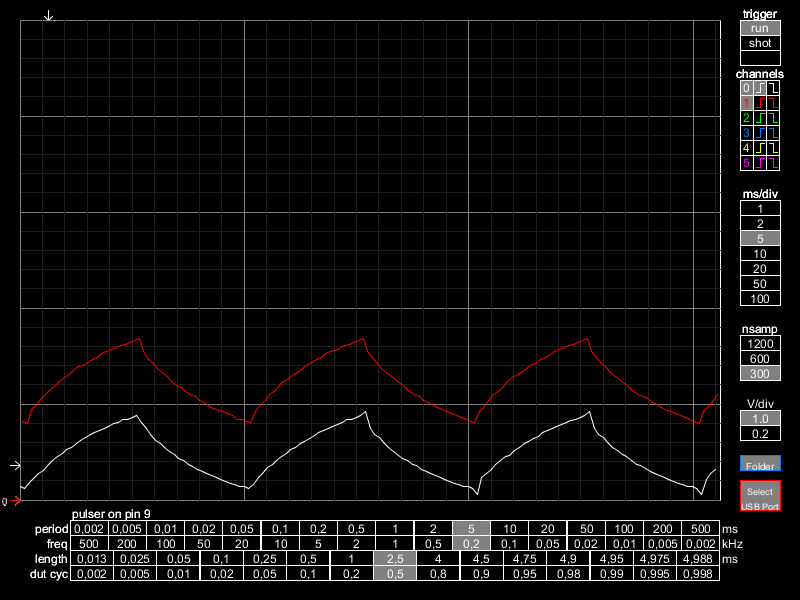 trigger
run
shot
channels
0
1
2
3
4
5
ms/div
1
2
5
10
20
50
100
nsamp
1200
600
300
V/div
1.0
0.2
Folder
Select
USB Port
0
pulser on pin 9
period 0,002 0,005 0,01 0,02 0,05 0,1 0,2 0,5 1 2 5 10 20 50 100 200 500 ms
freq 500 200 100 50 20 10 5 2 1 0,5 0,2 0,1 0,05 0,02 0,01 0,005 0,002 kHz
length 0,013 0,025 0,05 0,1 0,25 0,5 1 2,5 4 4,5 4,75 4,9 4,95 4,975 4,988 ms
dut cyc 0,002 0,005 0,01 0,02 0,05 0,1 0,2 0,5 0,8 0,9 0,95 0,98 0,99 0,995 0,998